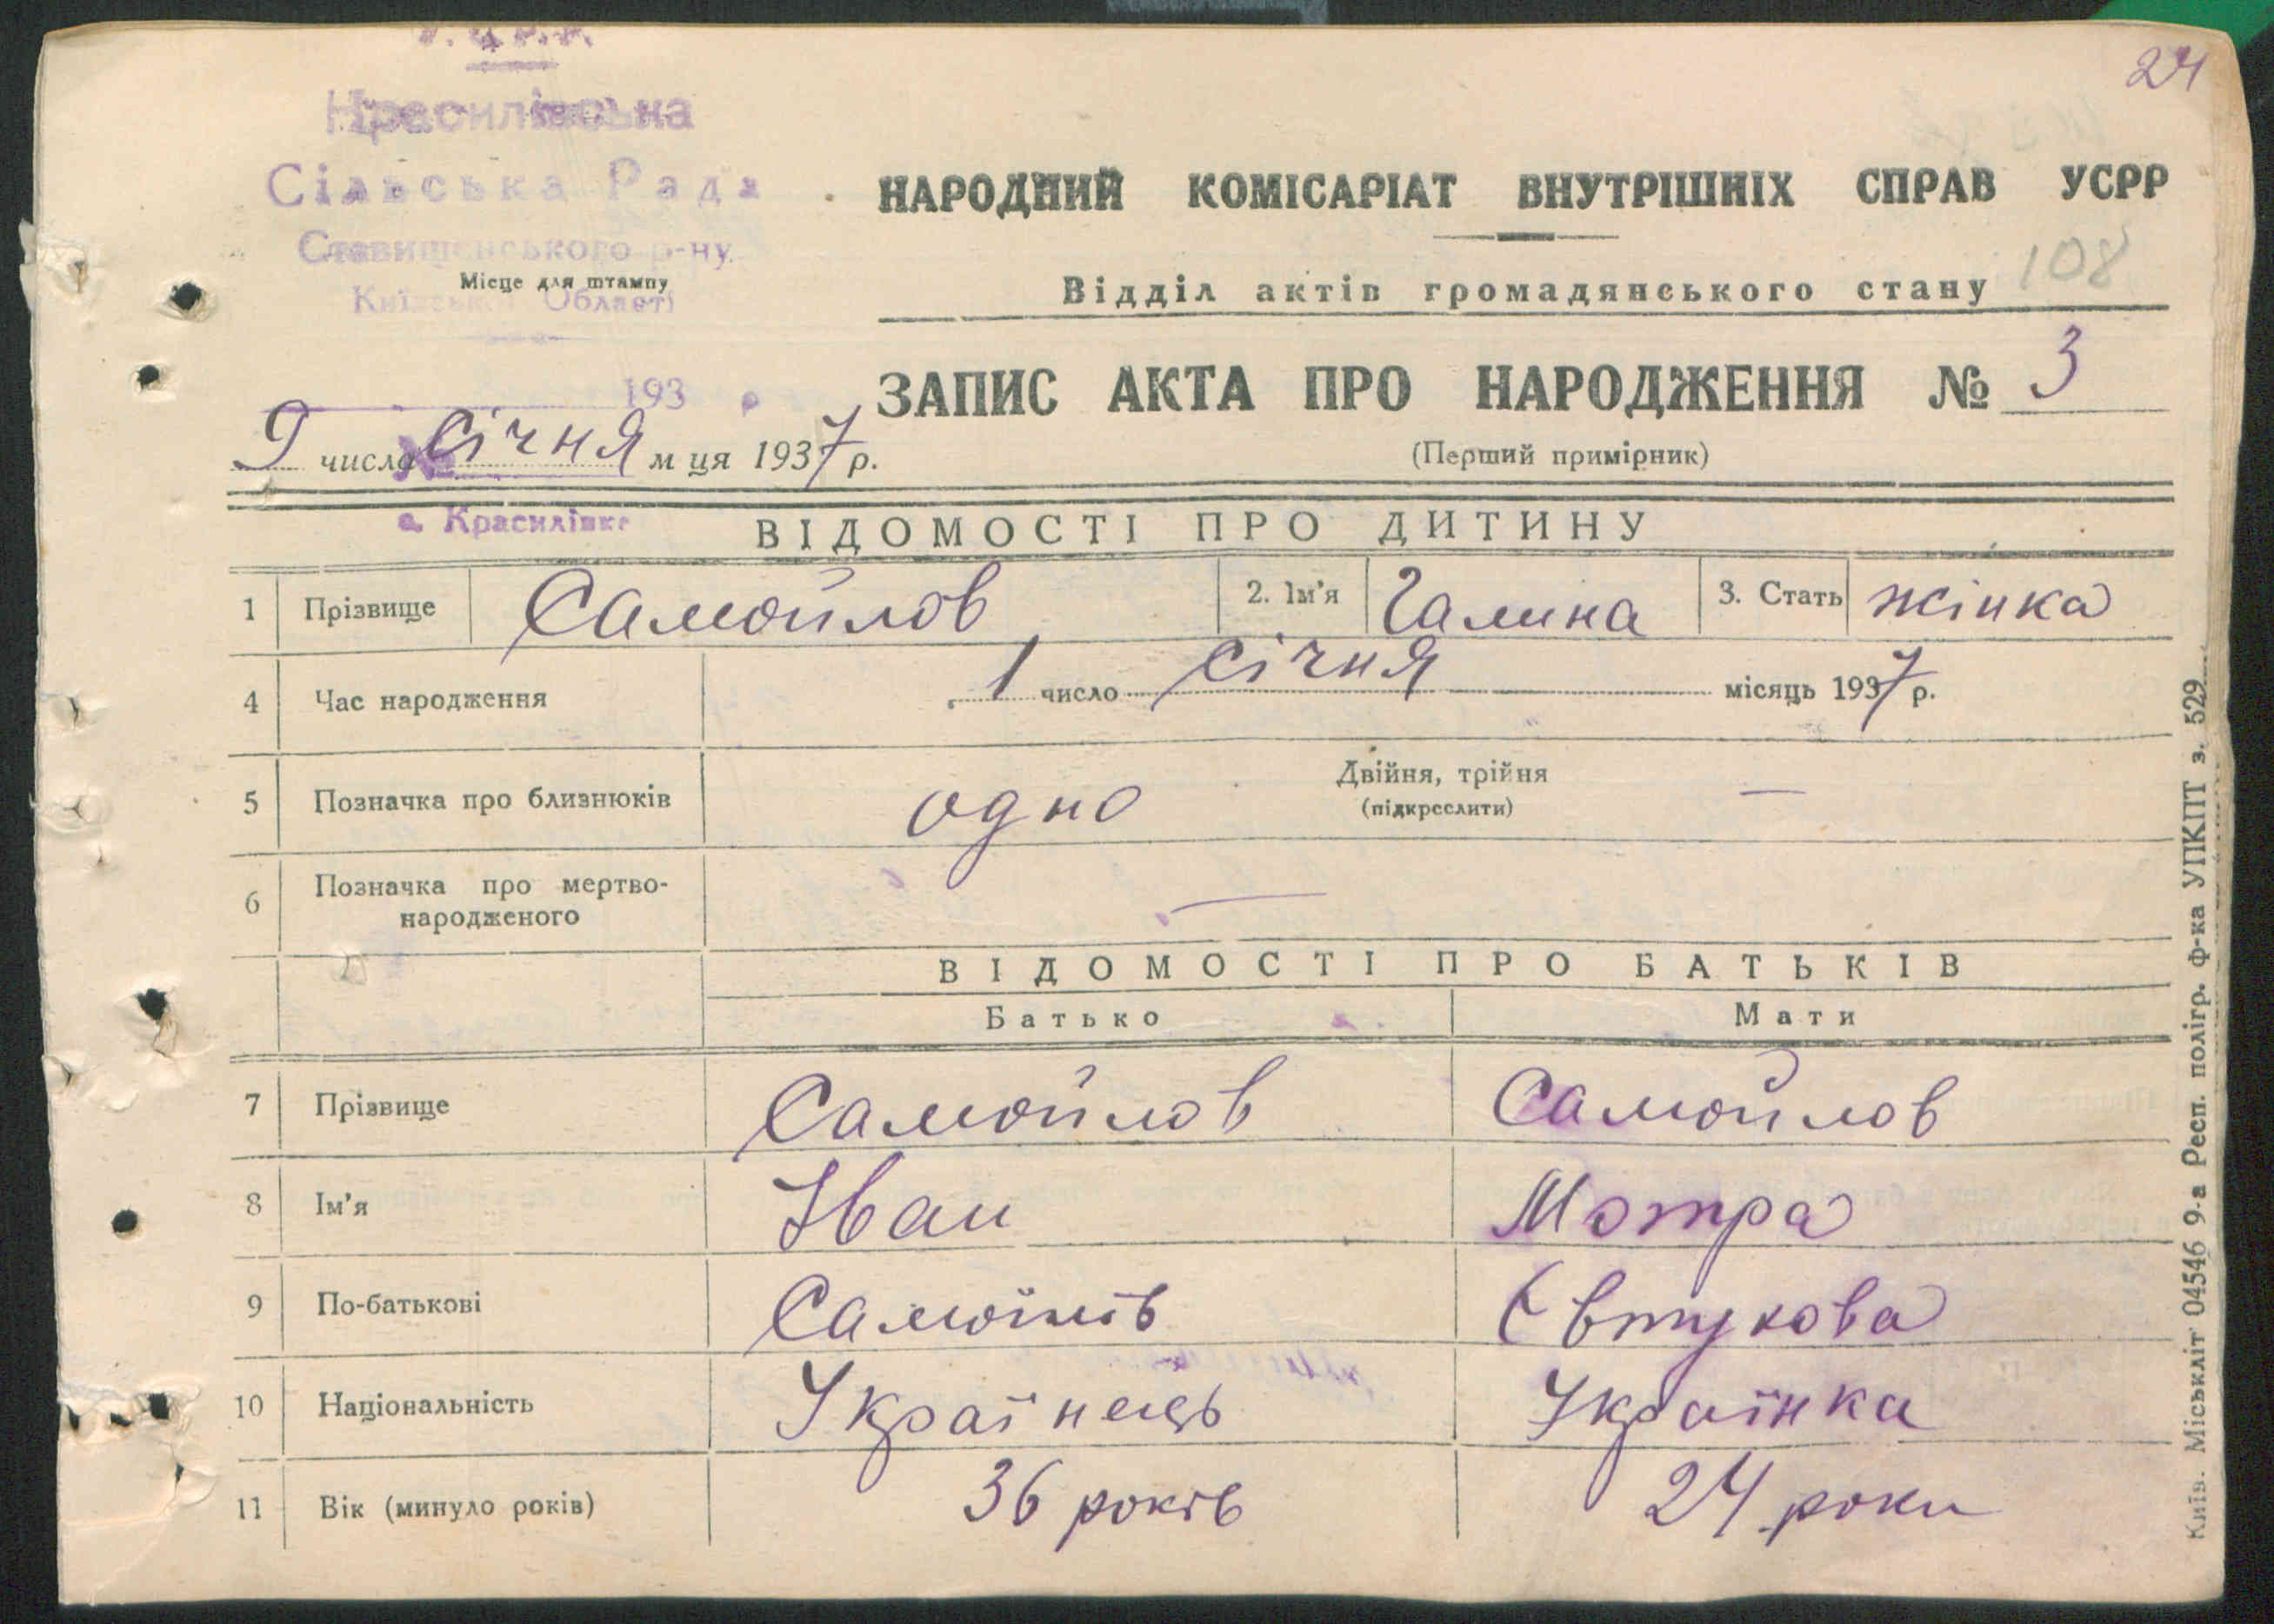 24
Красилівська
Сільська Рада
Ставищенського р-ну
Київської Області
Місце для штампу
НАРОДНИЙ КОМІСАРІАТ ВНУТРІШНІХ СПРАВ УСРР
108
Відділ актів громадянського стану
193 р
ЗАПИС АКТА ПРО НАРОДЖЕННЯ № 3
9 числа січня м ця 1937 р.
(Перший примірник)
с. Красилівка
ВІДОМОСТІ ПРО ДИТИНУ
1 Прізвище Самойлов 2. Ім'я Галина 3. Стать жінка
4 Час народження 1 число січня місяць 1937 р.
5 Позначка про близнюків одно Двійня, трійня —
(підкреслити)
6 Позначка про мертво-
народженого —
ВІДОМОСТІ ПРО БАТЬКІВ
Батько Мати
7 Прізвище Самойлов Самойлов
8 Ім'я Іван Мотра
9 По-батькові Самоїлів Євтухова
10 Національність Українець Українка
11 Вік (минуло років) 36 років 24 роки
Київ. Міськліт 04546 9-а Респ. полігр. ф-ка УПКПТ з. 529